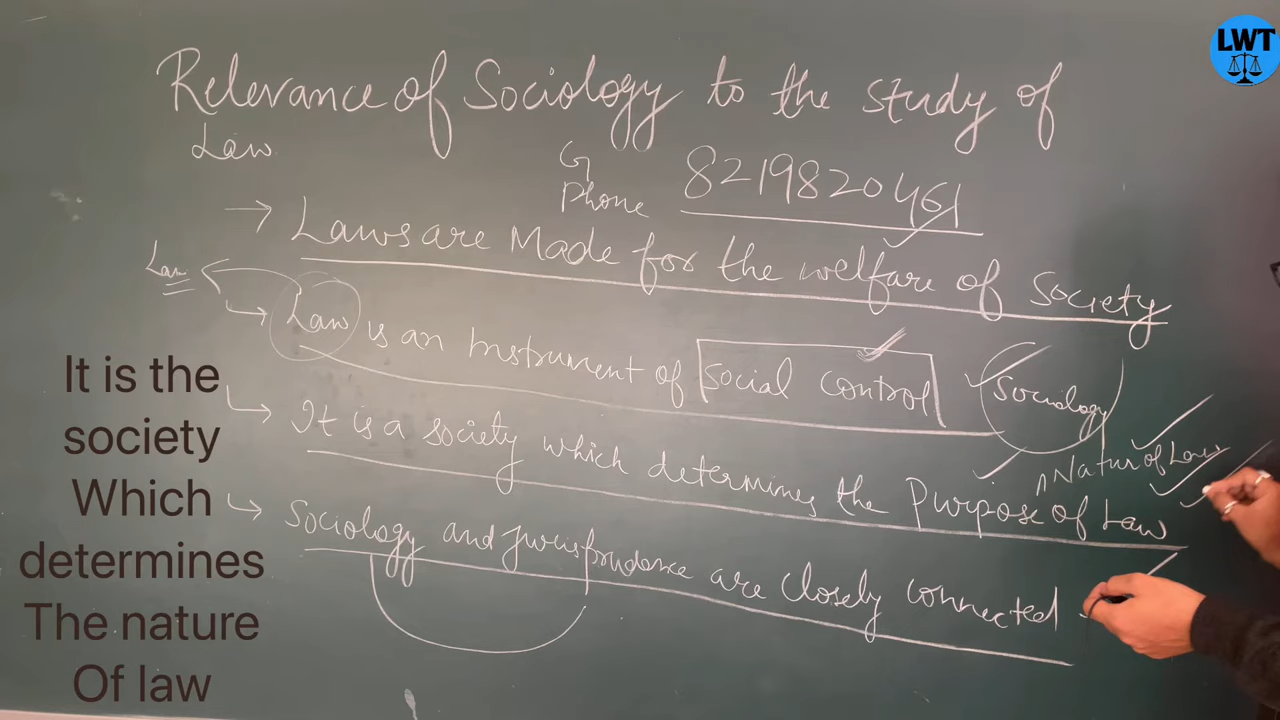 LWT
Relevance of Sociology to the study of
Law
G
Phone 8219820461
→ Laws are Made for the welfare of Society
Law
→ Law is an Instrument of Social control
Sociology
→ It is a society which determines the Purpose of Law
^ Natur of Law
→ Sociology and Jurisprudence are closely connected
It is the
society
Which
determines
The nature
Of law